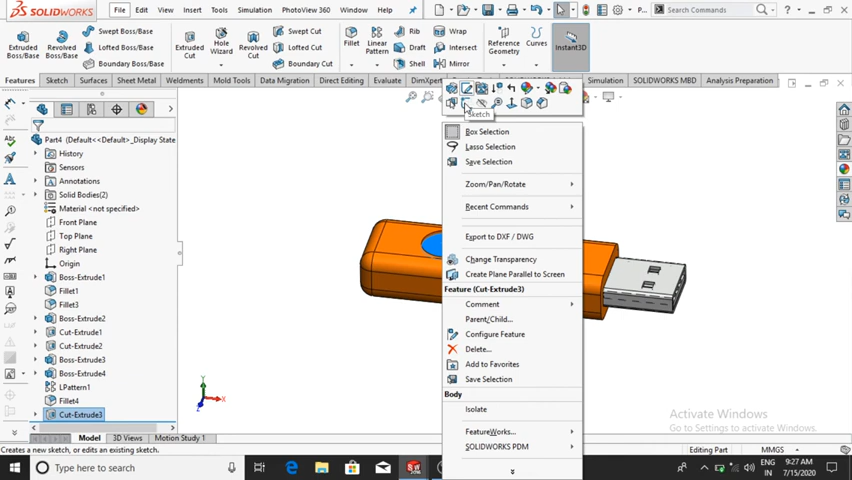 SOLIDWORKS File Edit View Insert Tools Simulation PhotoView 360 Window Help P... Search Commands
Extruded Boss/Base Revolved Boss/Base Swept Boss/Base Lofted Boss/Base Boundary Boss/Base Extruded Cut Hole Wizard Revolved Cut Swept Cut Lofted Cut Boundary Cut Fillet Linear Pattern Rib Draft Shell Wrap Intersect Mirror Reference Geometry Curves Instant3D
Features Sketch Surfaces Sheet Metal Weldments Mold Tools Data Migration Direct Editing Evaluate DimXpert Simulation SOLIDWORKS MBD Analysis Preparation
Sketch
Part4 (Default<<Default>_Display State
History
Sensors
Annotations
Solid Bodies(2)
Material <not specified>
Front Plane
Top Plane
Right Plane
Origin
Boss-Extrude1
Fillet1
Fillet3
Boss-Extrude2
Cut-Extrude1
Cut-Extrude2
Boss-Extrude3
Boss-Extrude4
LPattern1
Fillet4
Cut-Extrude3
Box Selection
Lasso Selection
Save Selection
Zoom/Pan/Rotate
Recent Commands
Export to DXF / DWG
Change Transparency
Create Plane Parallel to Screen
Feature (Cut-Extrude3)
Comment
Parent/Child...
Configure Feature
Delete...
Add to Favorites
Save Selection
Body
Isolate
FeatureWorks...
SOLIDWORKS PDM
Y
X
Z
Activate Windows
Go to Settings to activate Windows.
Model 3D Views Motion Study 1
Creates a new sketch, or edits an existing sketch. Editing Part MMGS
Type here to search
ENG
IN
9:27 AM
7/15/2020